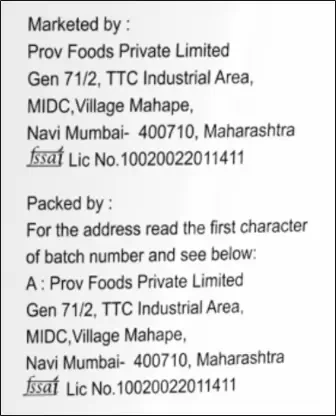 Marketed by :
Prov Foods Private Limited
Gen 71/2, TTC Industrial Area,
MIDC,Village Mahape,
Navi Mumbai- 400710, Maharashtra
fssai Lic No.10020022011411
Packed by :
For the address read the first character
of batch number and see below:
A : Prov Foods Private Limited
Gen 71/2, TTC Industrial Area,
MIDC,Village Mahape,
Navi Mumbai- 400710, Maharashtra
fssai Lic No.10020022011411